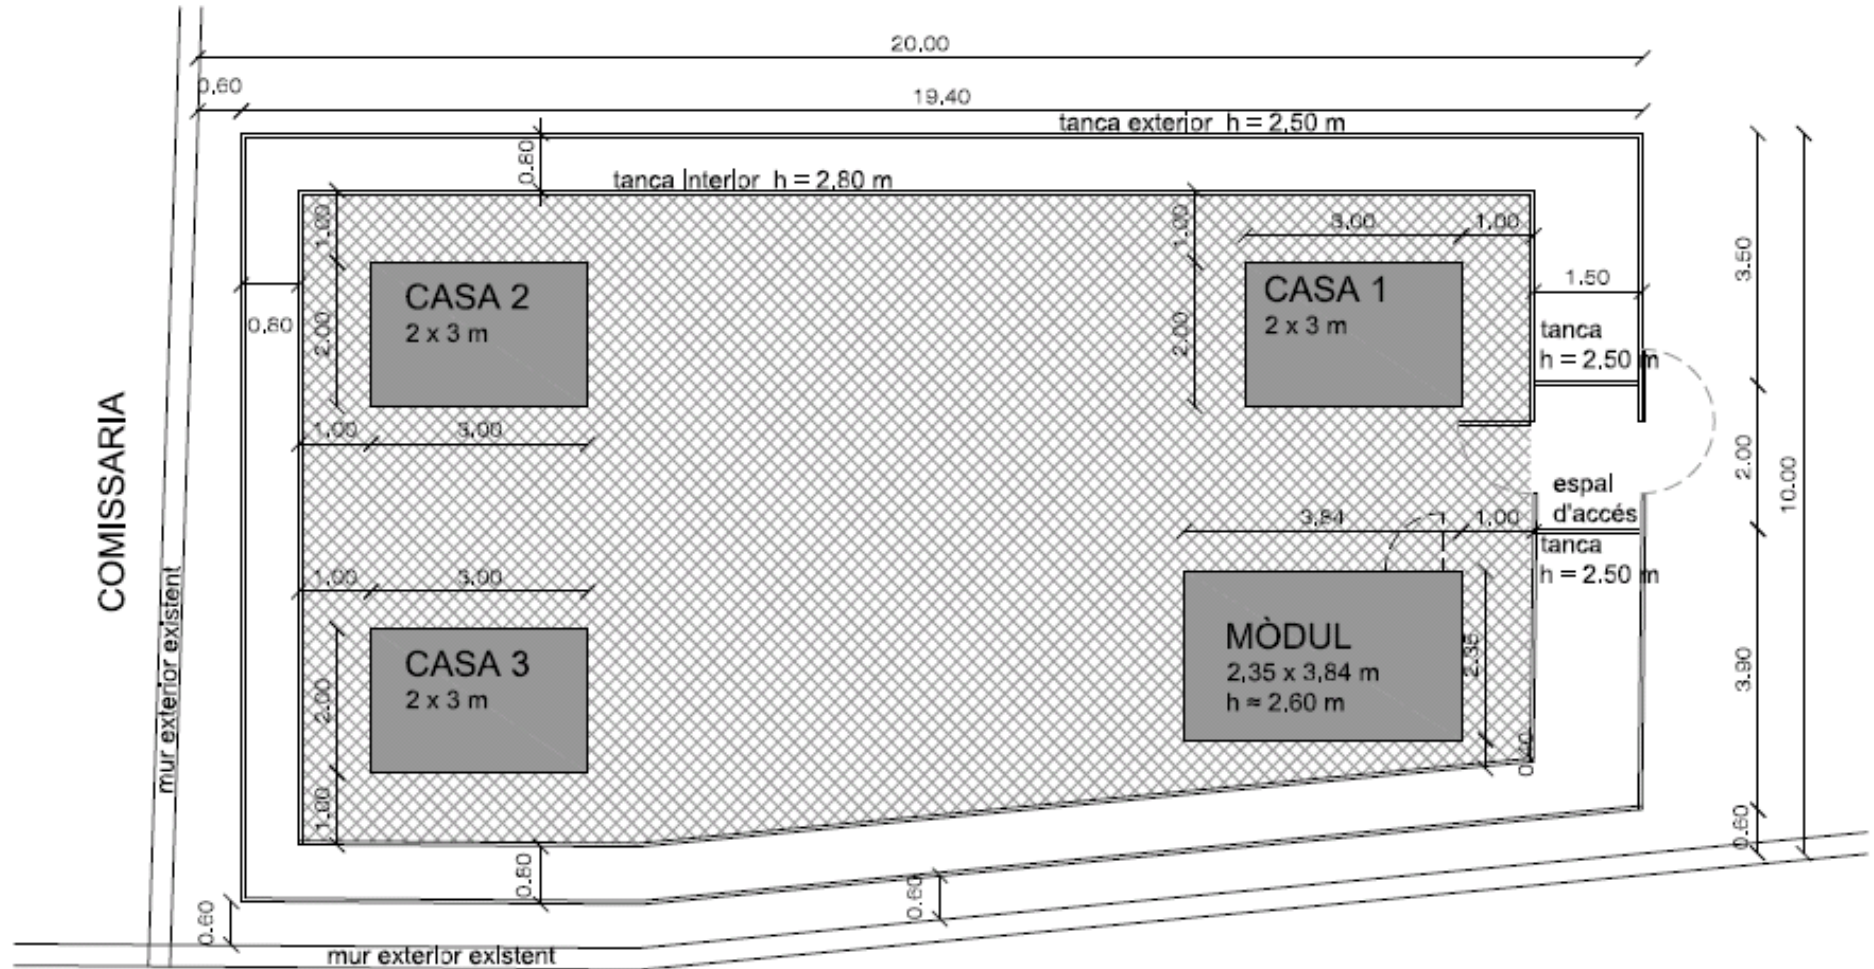 20.00
0.60
19.40
tanca exterior h = 2.50 m
0.80
tanca interior h = 2.80 m
1.00
1.00
3.00
1.00
3.50
CASA 2
2 x 3 m
CASA 1
2 x 3 m
1.50
0.80
2.00
2.00
tanca
h = 2.50 m
1.00
3.00
COMISSARIA
2.00
10.00
espai
d'accés
3.84
1.00
tanca
h = 2.50 m
1.00
3.00
mur exterior existent
CASA 3
2 x 3 m
2.00
MÒDUL
2.35 x 3.84 m
h ≈ 2.60 m
2.35
3.90
0.40
1.00
0.80
0.60
0.60
0.60
mur exterior existent